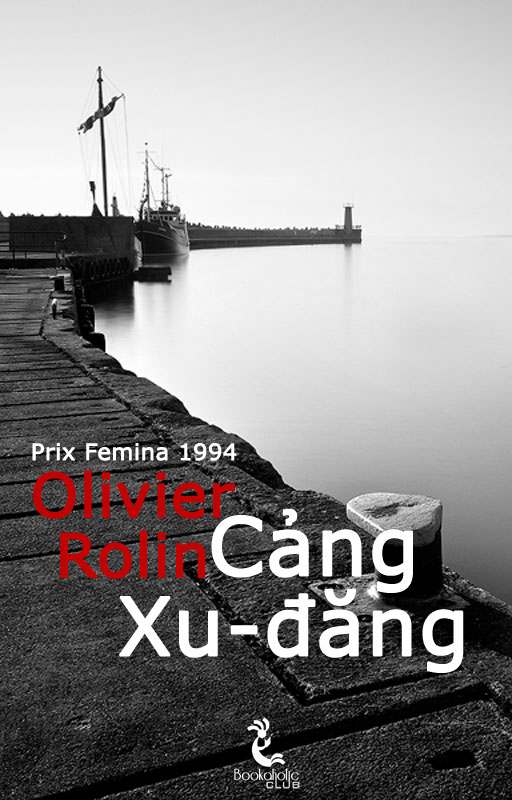 Prix Femina 1994
Olivier
Rolin
Cảng
Xu-đăng
Bookaholic
CLUB